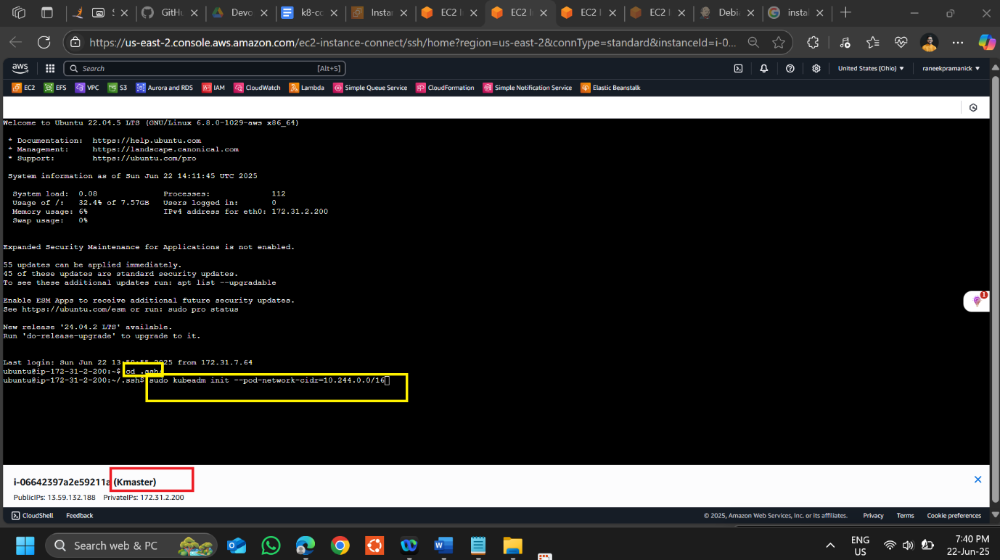 S
GitHu
Devo
k8-cc
Instan
EC2 I
EC2 I
EC2 I
EC2 I
Debia
instal
https://us-east-2.console.aws.amazon.com/ec2-instance-connect/ssh/home?region=us-east-2&connType=standard&instanceId=i-0...
aws
Search
[Alt+S]
United States (Ohio)
raneekpramanick
EC2
EFS
VPC
S3
Aurora and RDS
IAM
CloudWatch
Lambda
Simple Queue Service
CloudFormation
Simple Notification Service
Elastic Beanstalk
Welcome to Ubuntu 22.04.5 LTS (GNU/Linux 6.8.0-1029-aws x86_64)
* Documentation: https://help.ubuntu.com
* Management: https://landscape.canonical.com
* Support: https://ubuntu.com/pro
System information as of Sun Jun 22 14:11:45 UTC 2025
System load: 0.08 Processes: 112
Usage of /: 32.4% of 7.57GB Users logged in: 0
Memory usage: 6% IPv4 address for eth0: 172.31.2.200
Swap usage: 0%
Expanded Security Maintenance for Applications is not enabled.
55 updates can be applied immediately.
45 of these updates are standard security updates.
To see these additional updates run: apt list --upgradable
Enable ESM Apps to receive additional future security updates.
See https://ubuntu.com/esm or run: sudo pro status
New release '24.04.2 LTS' available.
Run 'do-release-upgrade' to upgrade to it.
Last login: Sun Jun 22 2025 from 172.31.7.64
ubuntu@ip-172-31-2-200:~$ cd .ssh/
ubuntu@ip-172-31-2-200:~/.ssh$ sudo kubeadm init --pod-network-cidr=10.244.0.0/16
1
i-06642397a2e59211a (Kmaster)
PublicIPs: 13.59.132.188 PrivateIPs: 172.31.2.200
CloudShell
Feedback
© 2025, Amazon Web Services, Inc. or its affiliates.
Privacy
Terms
Cookie preferences
Search web & PC
ENG
US
7:40 PM
22-Jun-25